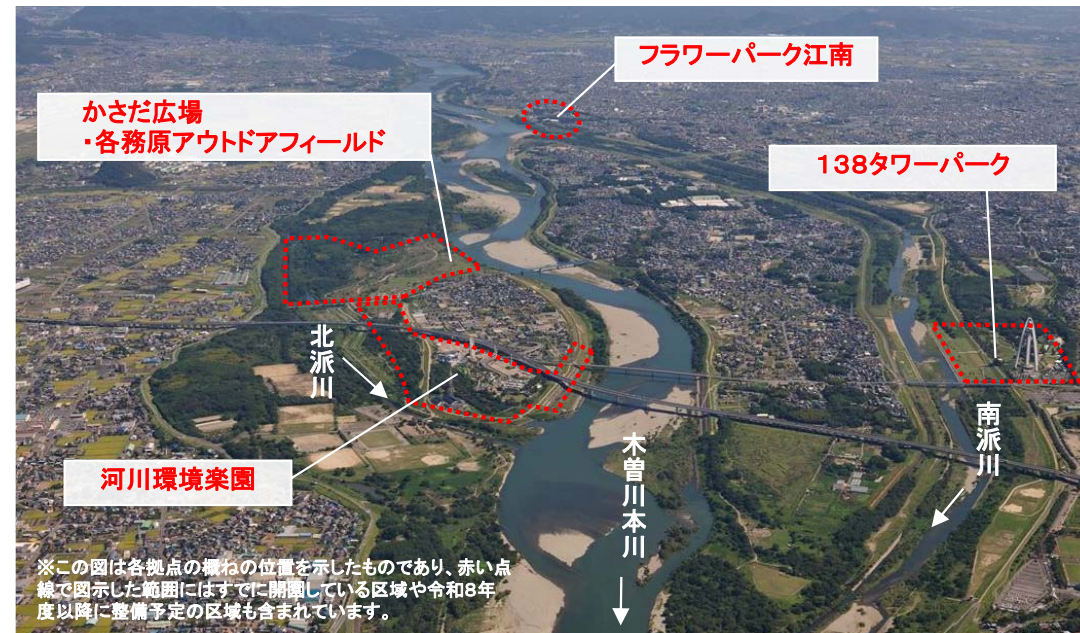 フラワーパーク江南
かさだ広場
・各務原アウトドアフィールド
138タワーパーク
北派川
南派川
木曽川本川
河川環境楽園
※この図は各拠点の概ねの位置を示したものであり、赤い点
線で図示した範囲にはすでに開園している区域や令和8年
度以降に整備予定の区域も含まれています。